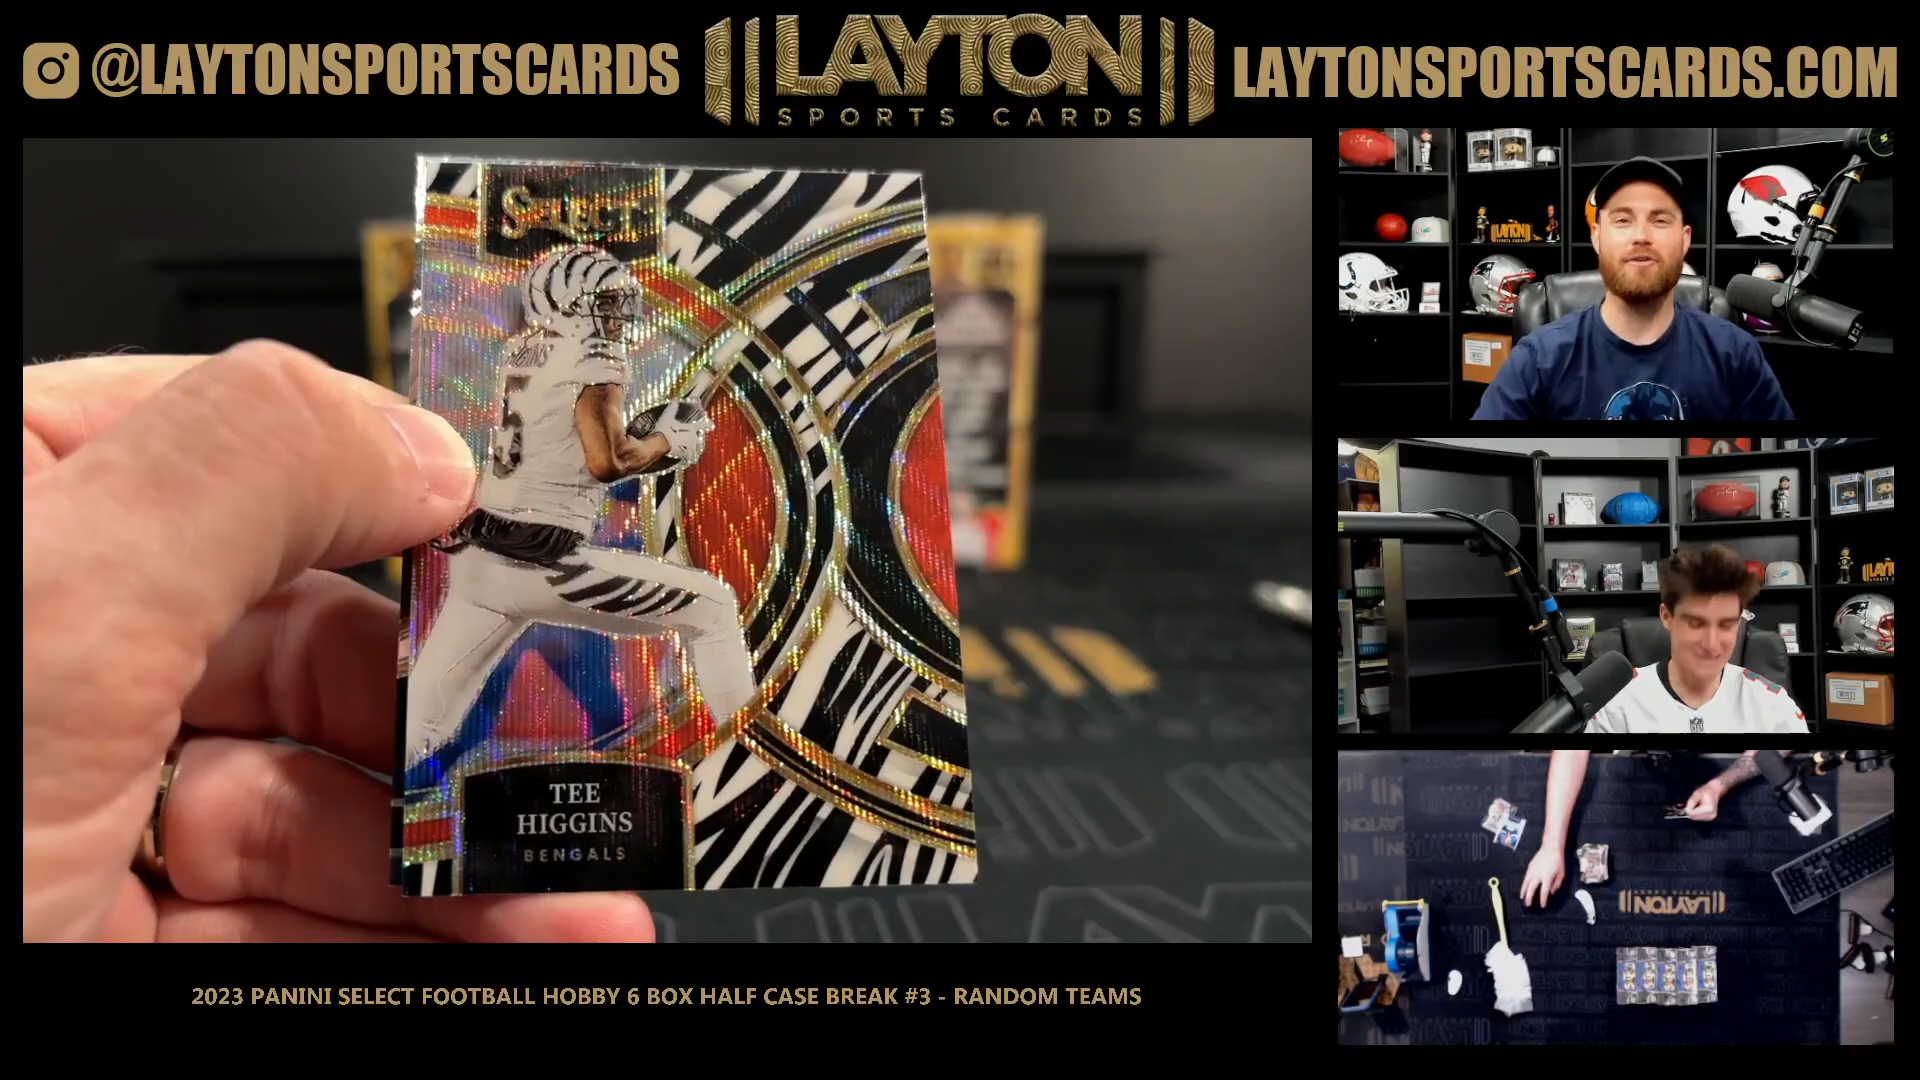 @LAYTONSPORTSCARDS
LAYTON
SPORTS CARDS
LAYTONSPORTSCARDS.COM
SELECT
5
TEE
HIGGINS
BENGALS
LAYTON
2023 PANINI SELECT FOOTBALL HOBBY 6 BOX HALF CASE BREAK #3 - RANDOM TEAMS